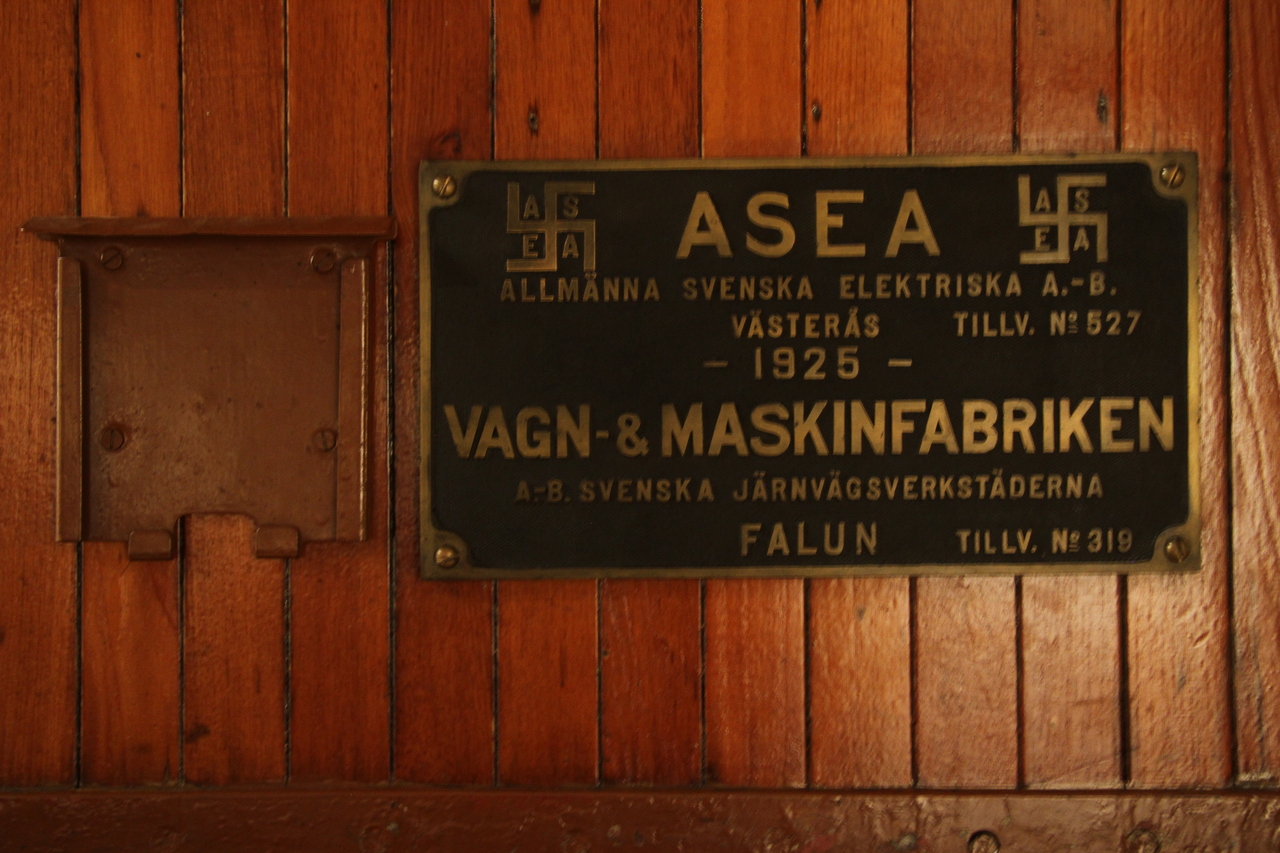 A S
E A
ASEA
A S
E A
ALLMÄNNA SVENSKA ELEKTRISKA A.-B.
VÄSTERÅS TILLV. Nº 527
– 1925 –
VAGN- & MASKINFABRIKEN
A.-B. SVENSKA JÄRNVÄGSVERKSTÄDERNA
FALUN TILLV. Nº 319